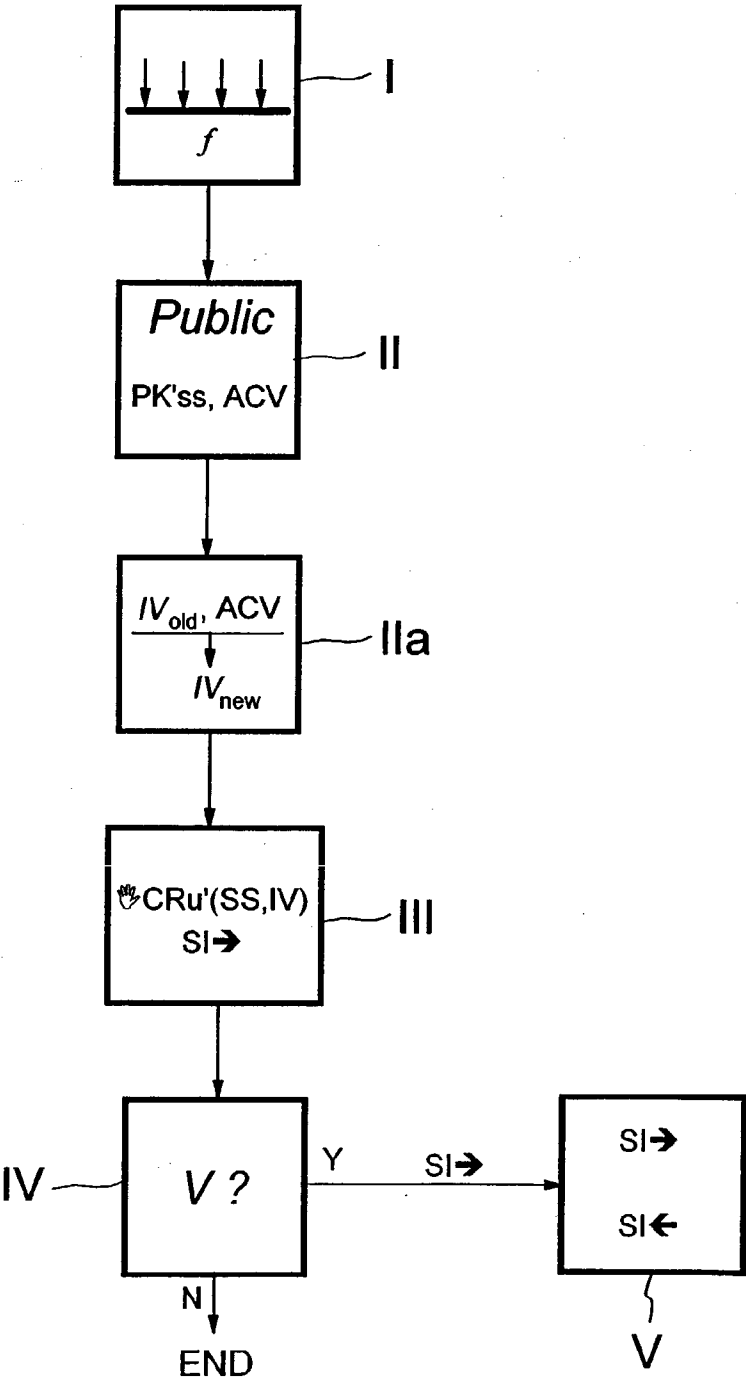 f
I
Public
PK'ss, ACV
II
IVold, ACV
IVnew
IIa
CRu'(SS,IV)
SI→
III
V ?
IV
Y
SI→
SI→
SI←
V
N
END